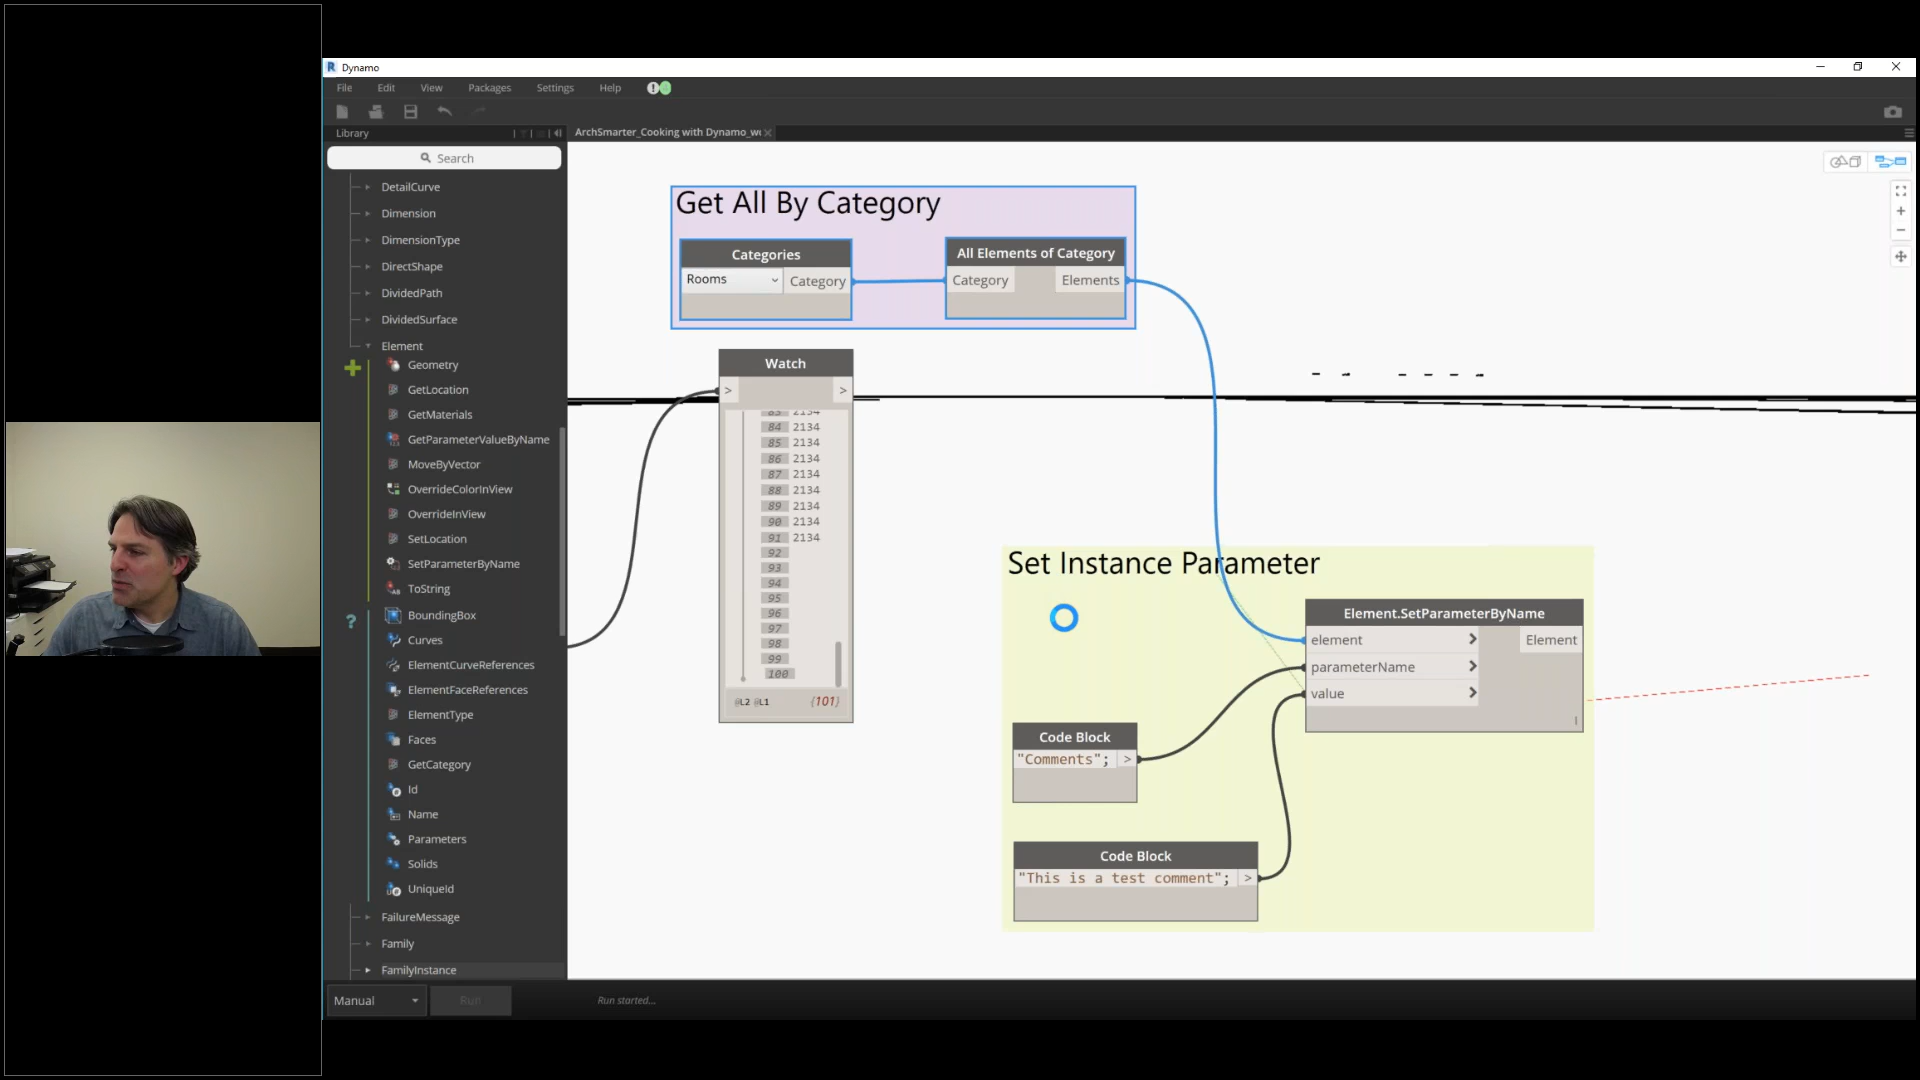 Dynamo
File Edit View Packages Settings Help
Library
ArchSmarter_Cooking with Dynamo_
Search
DetailCurve
Dimension
DimensionType
DirectShape
DividedPath
DividedSurface
Element
Geometry
GetLocation
GetMaterials
GetParameterValueByName
MoveByVector
OverrideColorInView
OverrideInView
SetLocation
SetParameterByName
ToString
BoundingBox
Curves
ElementCurveReferences
ElementFaceReferences
ElementType
Faces
GetCategory
Id
Name
Parameters
Solids
UniqueId
FailureMessage
Family
FamilyInstance
Get All By Category
Categories
Rooms
Category
All Elements of Category
Category
Elements
Watch
> >
83 2134
84 2134
85 2134
86 2134
87 2134
88 2134
89 2134
90 2134
91 2134
92
93
94
95
96
97
98
99
100
@L2 @L1 {101}
Set Instance Parameter
Element.SetParameterByName
element > Element
parameterName >
value >
Code Block
"Comments"; >
Code Block
"This is a test comment"; >
Manual Run Run started...